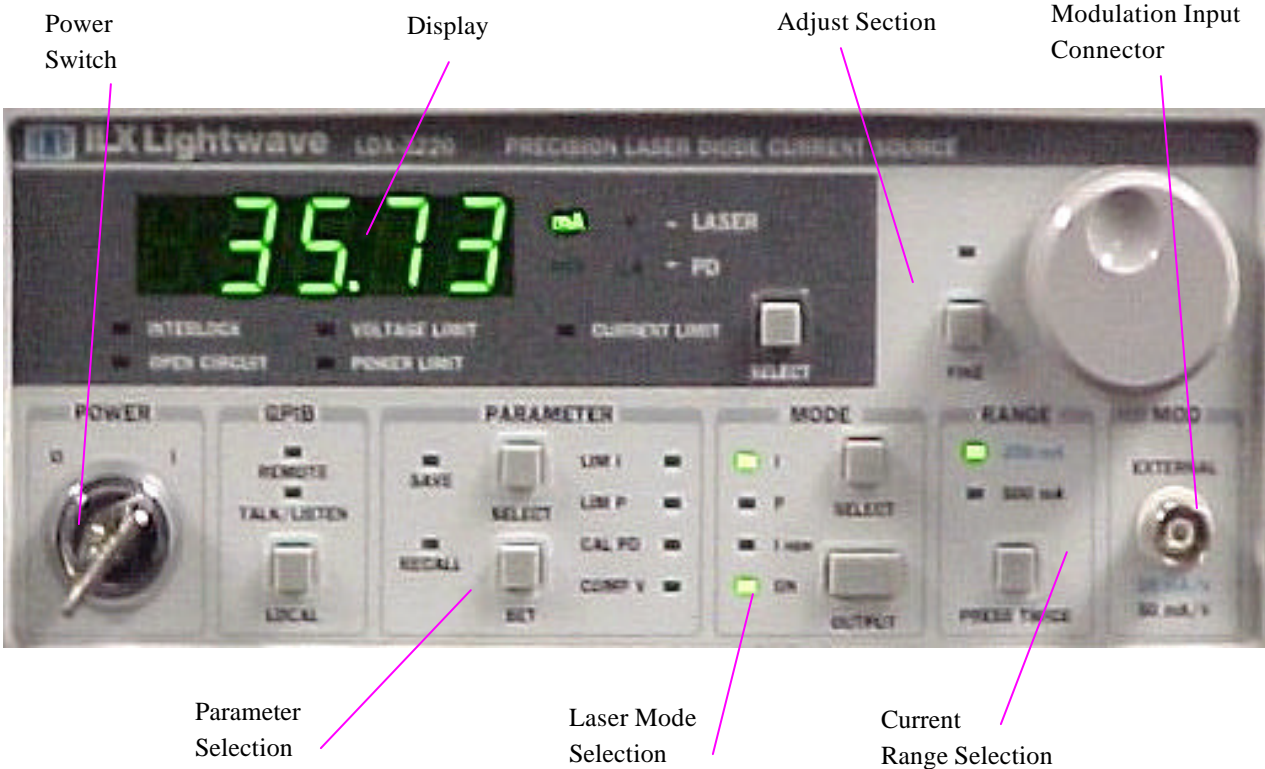 Power
Switch
Display
Adjust Section
Modulation Input
Connector
ILX Lightwave
PRECISION LASER DIODE CURRENT SOURCE
35.73
mA
LASER
PD
INTERLOCK
VOLTAGE LIMIT
CURRENT LIMIT
OPEN CIRCUIT
POWER LIMIT
SELECT
FINE
POWER
GPIB
PARAMETER
MODE
RANGE
MOD
0
I
REMOTE
TALK/LISTEN
LOCAL
SAVE
RECALL
SELECT
SET
LIM I
LIM P
CAL PD
COMP V
I
P
I
ON
SELECT
OUTPUT
500 mA
PRESS TWICE
EXTERNAL
50 mA/V
Parameter
Selection
Laser Mode
Selection
Current
Range Selection